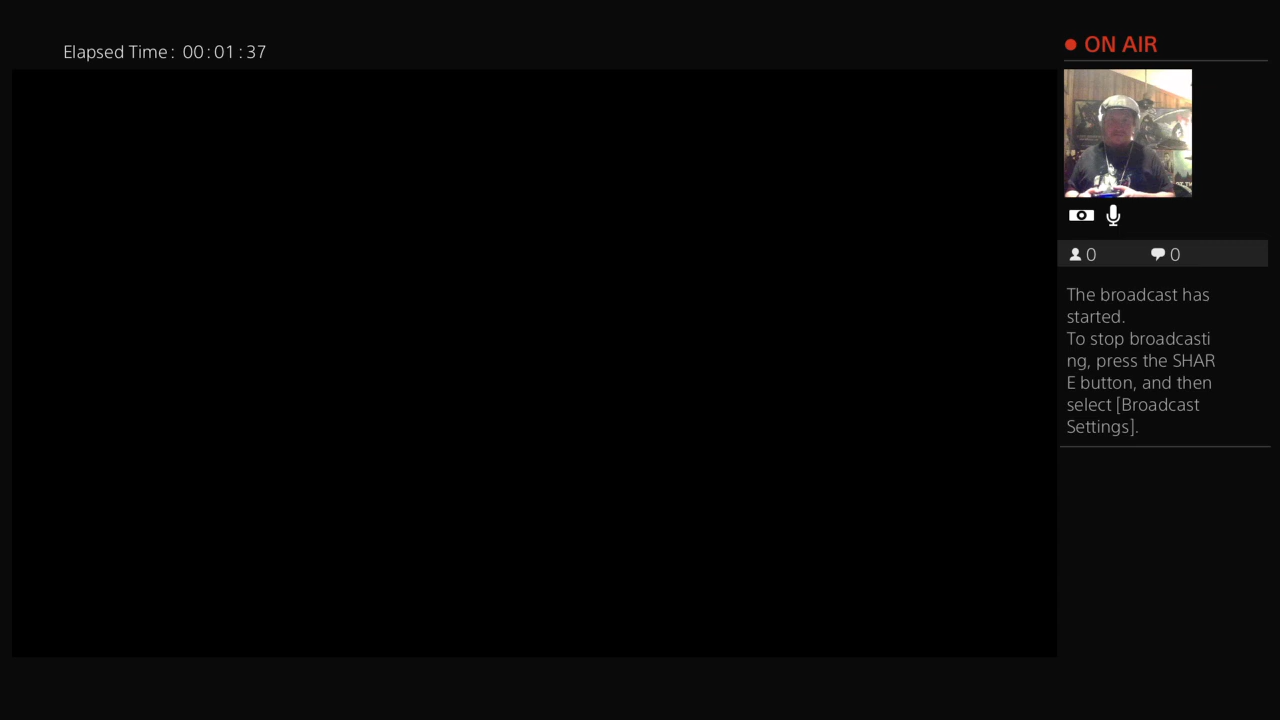 Elapsed Time: 00:01:37
ON AIR
0 0
The broadcast has
started.
To stop broadcasti
ng, press the SHAR
E button, and then
select [Broadcast
Settings].